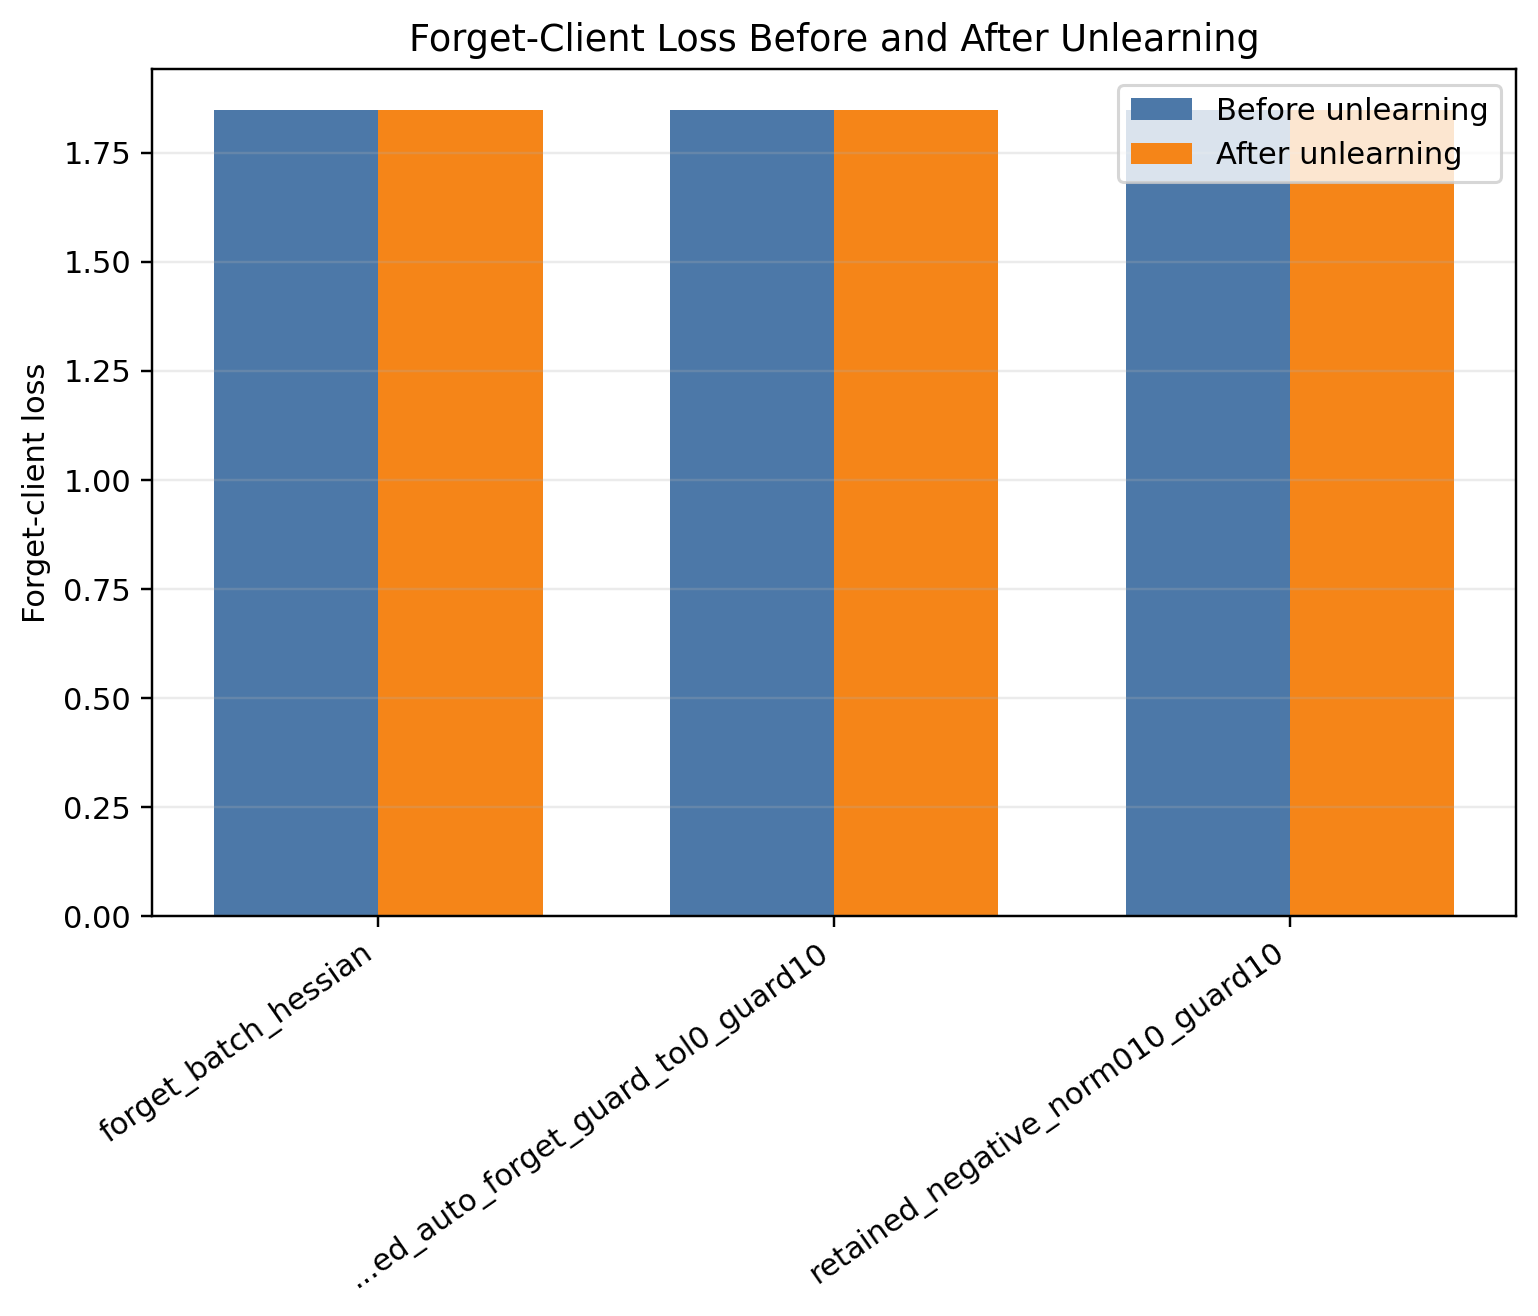 Forget-Client Loss Before and After Unlearning
Before unlearning
After unlearning
Forget-client loss
1.75
1.50
1.25
1.00
0.75
0.50
0.25
0.00
forget_batch_hessian
...ed_auto_forget_guard_tol0_guard10
retained_negative_norm010_guard10